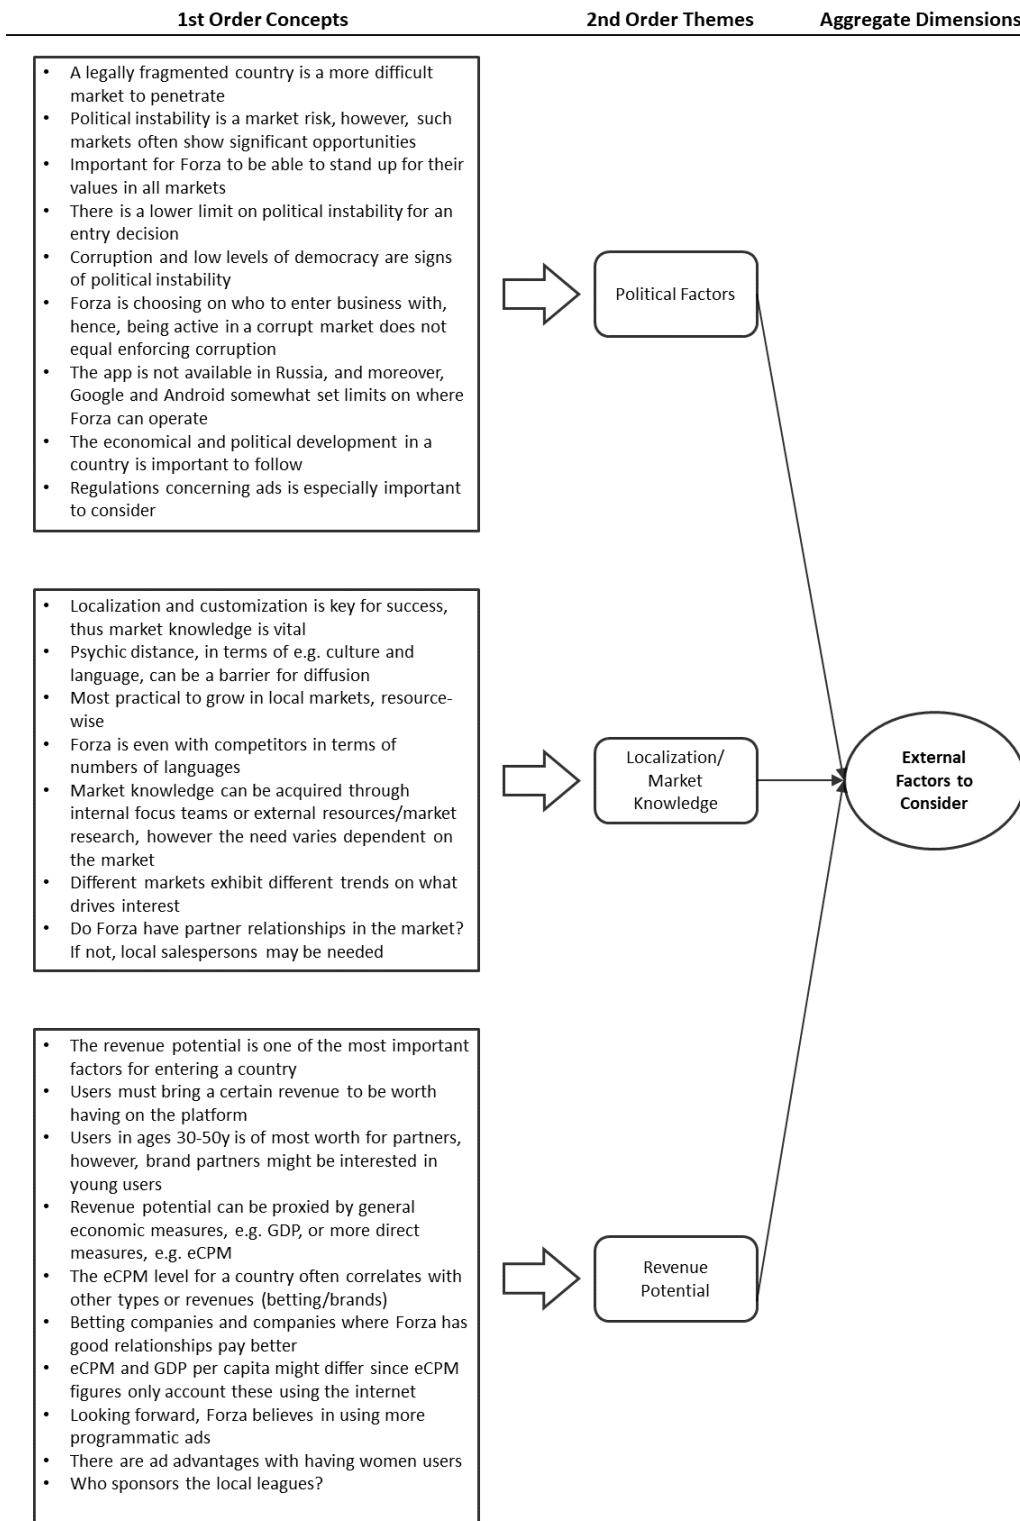 1st Order Concepts
2nd Order Themes
Aggregate Dimensions
• A legally fragmented country is a more difficult
market to penetrate
• Political instability is a market risk, however, such
markets often show significant opportunities
• Important for Forza to be able to stand up for their
values in all markets
• There is a lower limit on political instability for an
entry decision
• Corruption and low levels of democracy are signs
of political instability
• Forza is choosing on who to enter business with,
hence, being active in a corrupt market does not
equal enforcing corruption
• The app is not available in Russia, and moreover,
Google and Android somewhat set limits on where
Forza can operate
• The economical and political development in a
country is important to follow
• Regulations concerning ads is especially important
to consider
Political Factors
• Localization and customization is key for success,
thus market knowledge is vital
• Psychic distance, in terms of e.g. culture and
language, can be a barrier for diffusion
• Most practical to grow in local markets, resource-
wise
• Forza is even with competitors in terms of
numbers of languages
• Market knowledge can be acquired through
internal focus teams or external resources/market
research, however the need varies dependent on
the market
• Different markets exhibit different trends on what
drives interest
• Do Forza have partner relationships in the market?
If not, local salespersons may be needed
Localization/
Market
Knowledge
External
Factors to
Consider
• The revenue potential is one of the most important
factors for entering a country
• Users must bring a certain revenue to be worth
having on the platform
• Users in ages 30-50y is of most worth for partners,
however, brand partners might be interested in
young users
• Revenue potential can be proxied by general
economic measures, e.g. GDP, or more direct
measures, e.g. eCPM
• The eCPM level for a country often correlates with
other types or revenues (betting/brands)
• Betting companies and companies where Forza has
good relationships pay better
• eCPM and GDP per capita might differ since eCPM
figures only account these using the internet
• Looking forward, Forza believes in using more
programmatic ads
• There are ad advantages with having women users
• Who sponsors the local leagues?
Revenue
Potential